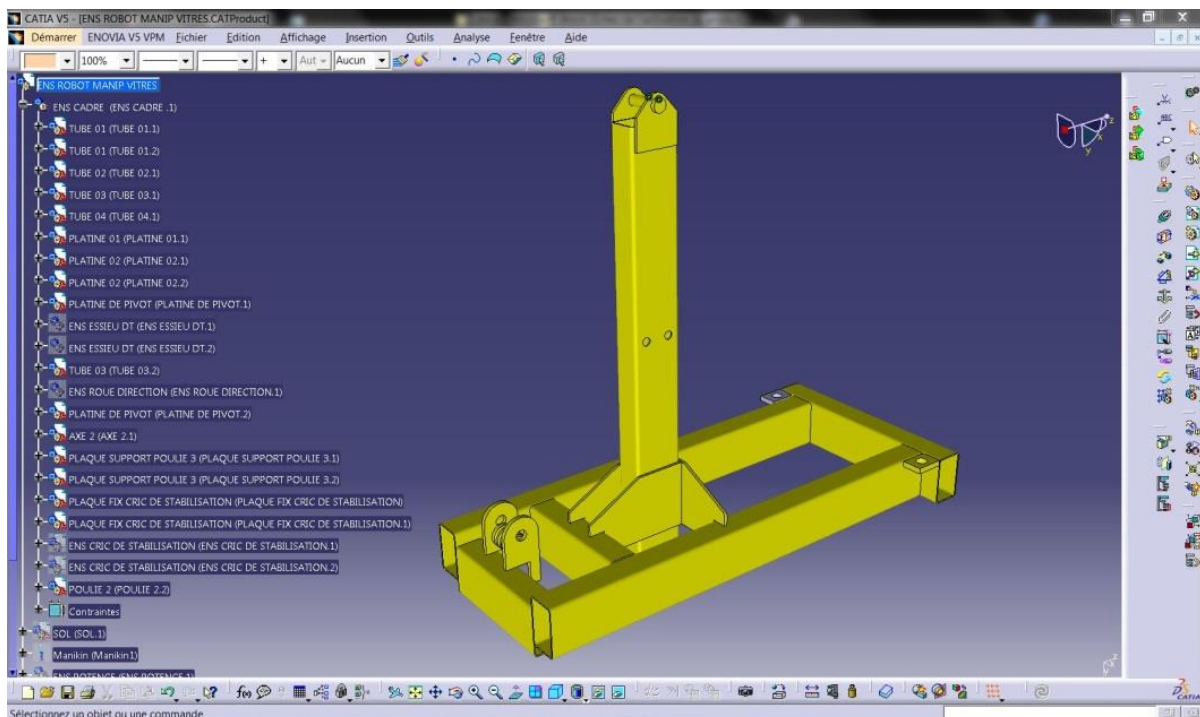 CATIA V5 - [ENS ROBOT MANIP VITRES.CATProduct]
Démarrer ENOVIA V5 VPM Fichier Edition Affichage Insertion Outils Analyse Fenêtre Aide
100% Aut Aucun
ENS ROBOT MANIP VITRES
ENS CADRE (ENS CADRE .1)
TUBE 01 (TUBE 01.1)
TUBE 01 (TUBE 01.2)
TUBE 02 (TUBE 02.1)
TUBE 03 (TUBE 03.1)
TUBE 04 (TUBE 04.1)
PLATINE 01 (PLATINE 01.1)
PLATINE 02 (PLATINE 02.1)
PLATINE 02 (PLATINE 02.2)
PLATINE DE PIVOT (PLATINE DE PIVOT.1)
ENS ESSIEU DT (ENS ESSIEU DT.1)
ENS ESSIEU DT (ENS ESSIEU DT.2)
TUBE 03 (TUBE 03.2)
ENS ROUE DIRECTION (ENS ROUE DIRECTION.1)
PLATINE DE PIVOT (PLATINE DE PIVOT.2)
AXE 2 (AXE 2.1)
PLAQUE SUPPORT POULIE 3 (PLAQUE SUPPORT POULIE 3.1)
PLAQUE SUPPORT POULIE 3 (PLAQUE SUPPORT POULIE 3.2)
PLAQUE FIX CRIC DE STABILISATION (PLAQUE FIX CRIC DE STABILISATION)
PLAQUE FIX CRIC DE STABILISATION (PLAQUE FIX CRIC DE STABILISATION.1)
ENS CRIC DE STABILISATION (ENS CRIC DE STABILISATION.1)
ENS CRIC DE STABILISATION (ENS CRIC DE STABILISATION.2)
POULIE 2 (POULIE 2.2)
Contraintes
SOL (SOL.1)
Manikin (Manikin1)
ENS POTENCE (ENS POTENCE.1)
z
x
y
f(x)
CATIA
Sélectionnez un objet ou une commande